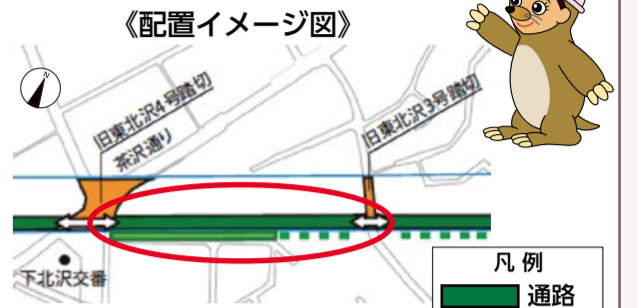 《配置イメージ図》
N
旧東北沢4号踏切
茶沢通り
旧東北沢3号踏切
下北沢交番
凡例
通路